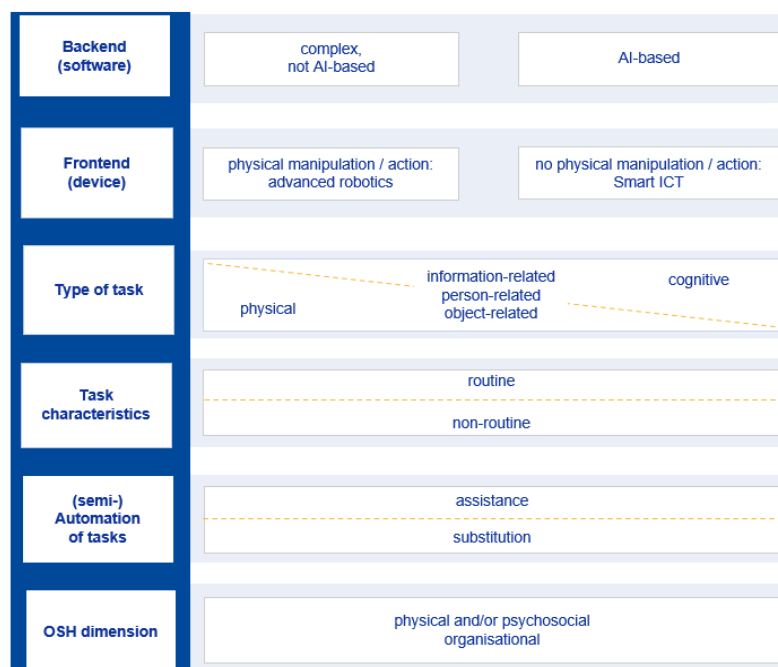 Backend
(software)
complex,
not AI-based
AI-based
Frontend
(device)
physical manipulation / action:
advanced robotics
no physical manipulation / action:
Smart ICT
Type of task
physical
information-related
person-related
object-related
cognitive
Task
characteristics
routine
non-routine
(semi-)
Automation
of tasks
assistance
substitution
OSH dimension
physical and/or psychosocial
organisational